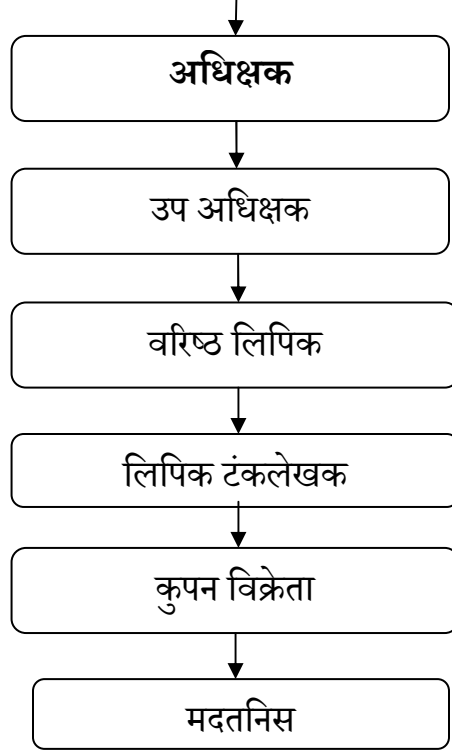 अधिक्षक
उप अधिक्षक
वरिष्ठ लिपिक
लिपिक टंकलेखक
कुपन विक्रेता
मदतनिस